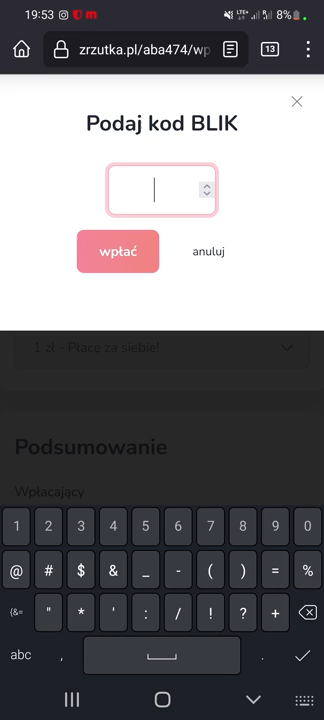 19:53 LTE+ R 8%
zrzutka.pl/aba474/wp 13
Podaj kod BLIK
wpłać anuluj
1 zł - Płacę za siebie!
Podsumowanie
Wpłacający
1 2 3 4 5 6 7 8 9 0
@ # $ & _ - ( ) = %
{&= " * ' : / ! ? + 
abc , .